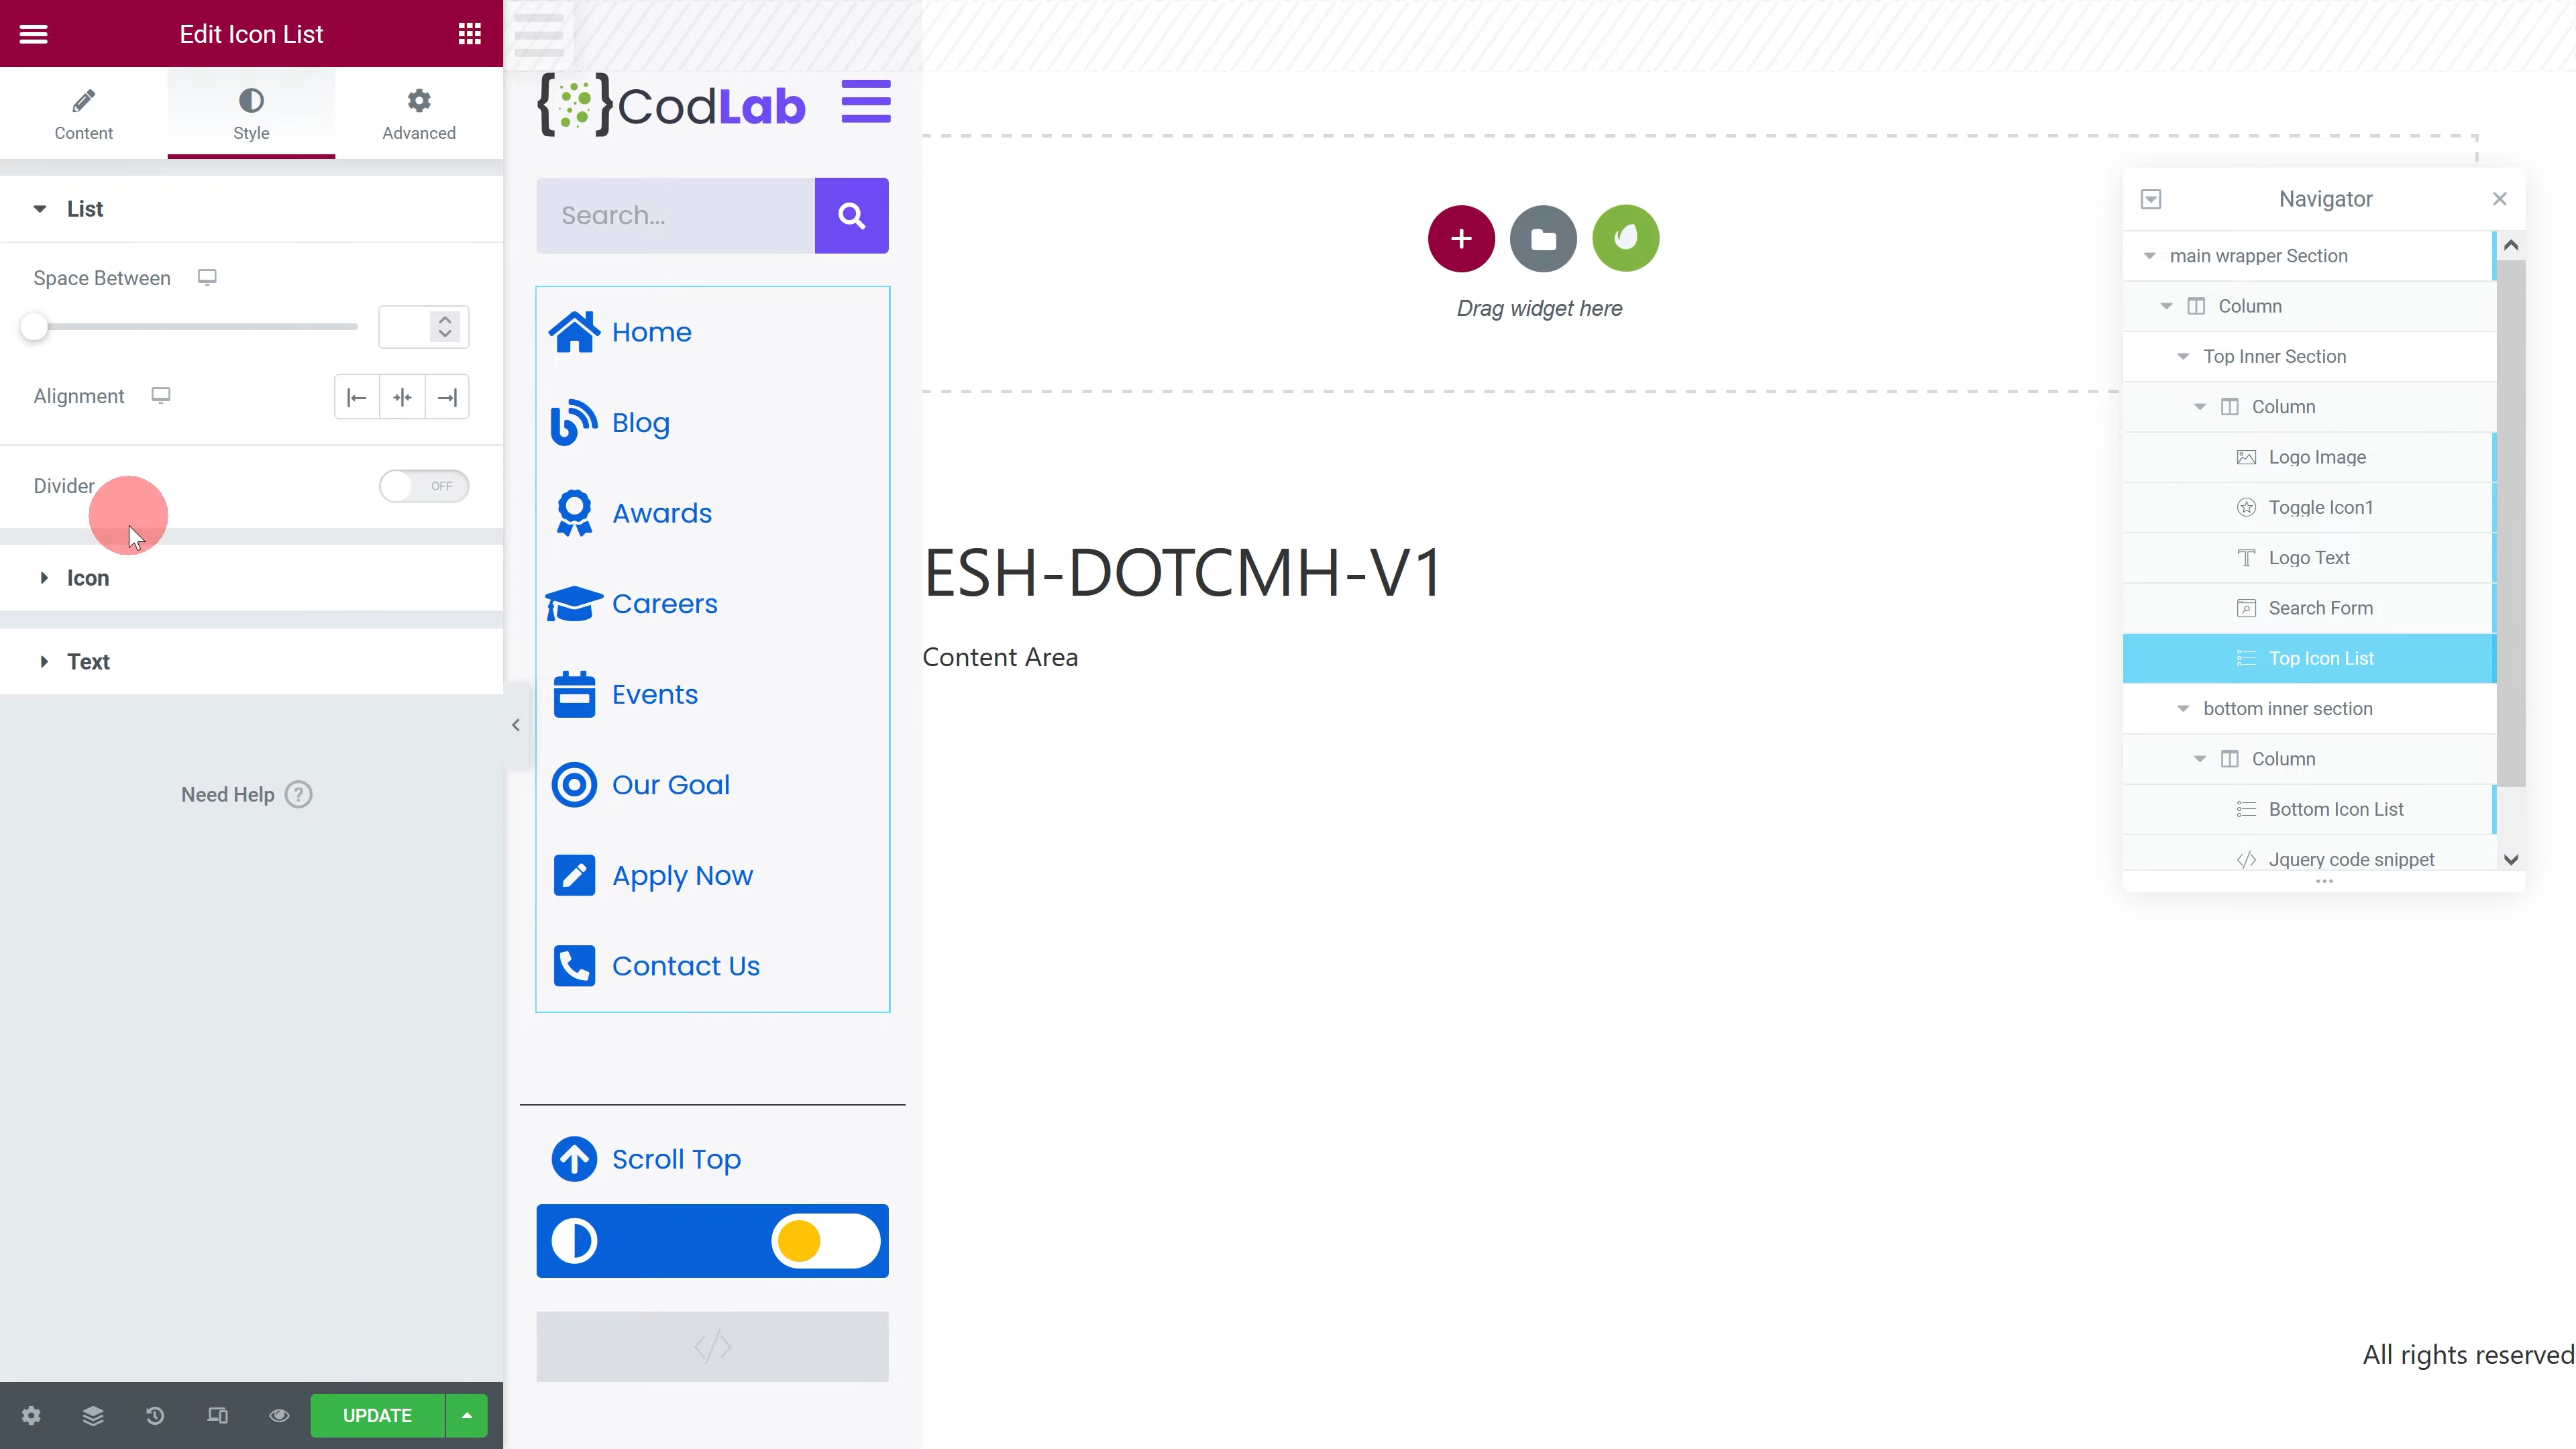 Edit Icon List
Content
Style
Advanced
List
Space Between
Alignment
Divider
OFF
Icon
Text
Need Help ?
UPDATE
{}CodLab
Search...
Home
Blog
Awards
Careers
Events
Our Goal
Apply Now
Contact Us
Scroll Top
</>
Drag widget here
ESH-DOTCMH-V1
Content Area
All rights reserved
Navigator
main wrapper Section
Column
Top Inner Section
Column
Logo Image
Toggle Icon1
Logo Text
Search Form
Top Icon List
bottom inner section
Column
Bottom Icon List
</> Jquery code snippet